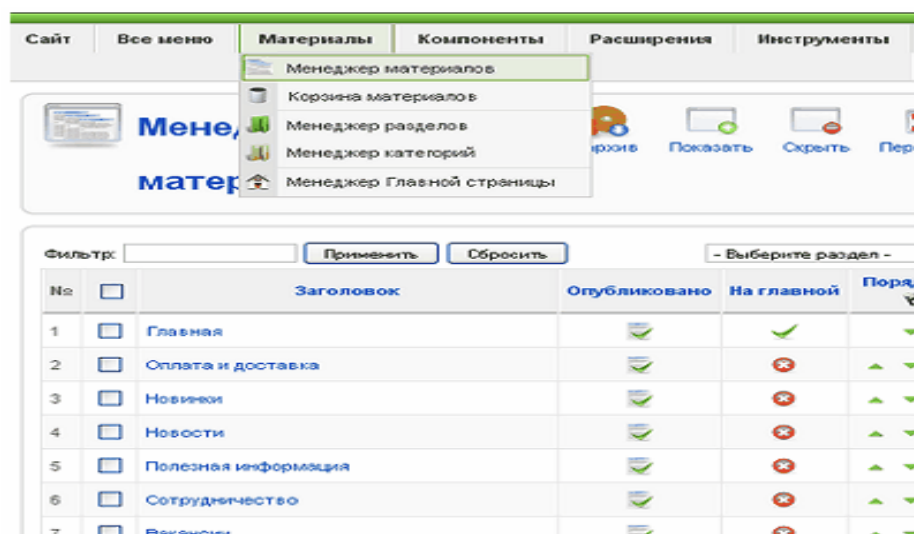 Сайт Все меню Материалы Компоненты Расширения Инструменты
Менеджер материалов
Корзина материалов
Менеджер разделов
Менеджер категорий
Менеджер Главной страницы
Показать Скрыть
Фильтр: Применить Сбросить - Выберите раздел -
№ Заголовок Опубликовано На главной
1 Главная
2 Оплата и доставка
3 Новинки
4 Новости
5 Полезная информация
6 Сотрудничество